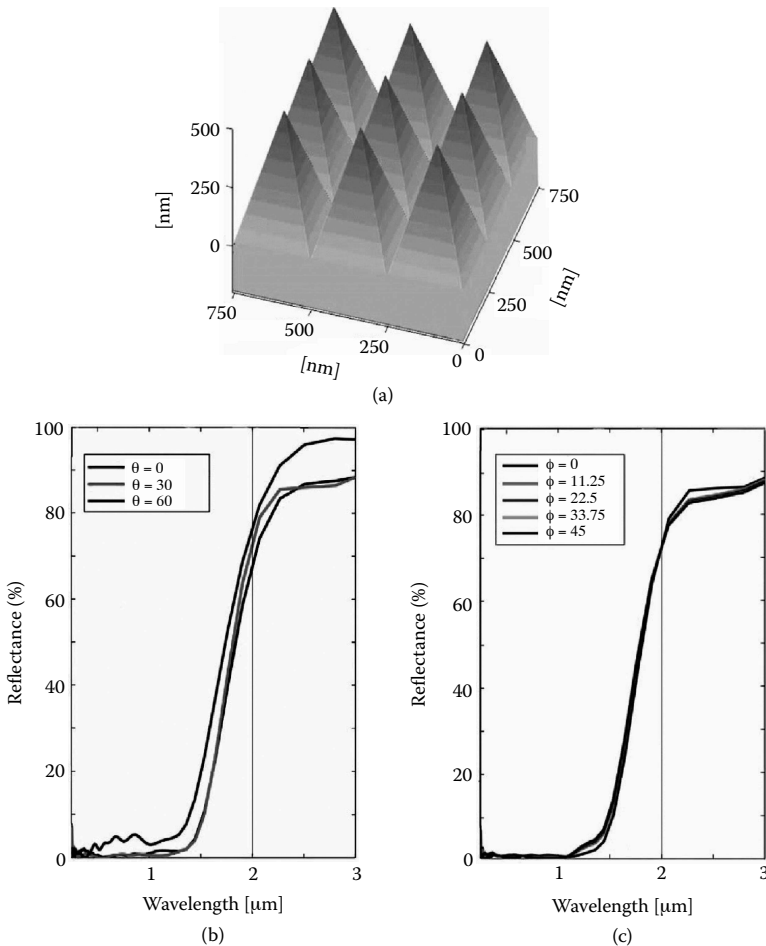 500
250
0
[nm]
750
500
250
0
[nm]
0
250
500
750
[nm]
(a)
100
80
60
40
20
0
Reflectance (%)
θ = 0
θ = 30
θ = 60
1
2
3
Wavelength [μm]
(b)
100
80
60
40
20
0
Reflectance (%)
ϕ = 0
ϕ = 11.25
ϕ = 22.5
ϕ = 33.75
ϕ = 45
1
2
3
Wavelength [μm]
(c)